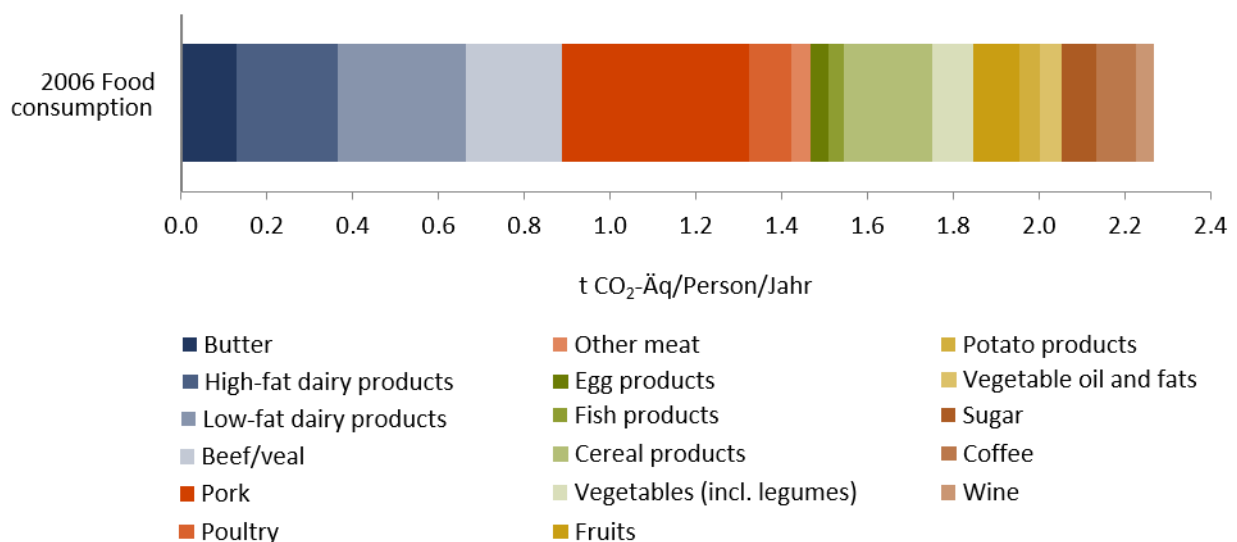 2006 Food
consumption
0.0 0.2 0.4 0.6 0.8 1.0 1.2 1.4 1.6 1.8 2.0 2.2 2.4
t CO₂-Äq/Person/Jahr
Butter
High-fat dairy products
Low-fat dairy products
Beef/veal
Pork
Poultry
Other meat
Egg products
Fish products
Cereal products
Vegetables (incl. legumes)
Fruits
Potato products
Vegetable oil and fats
Sugar
Coffee
Wine